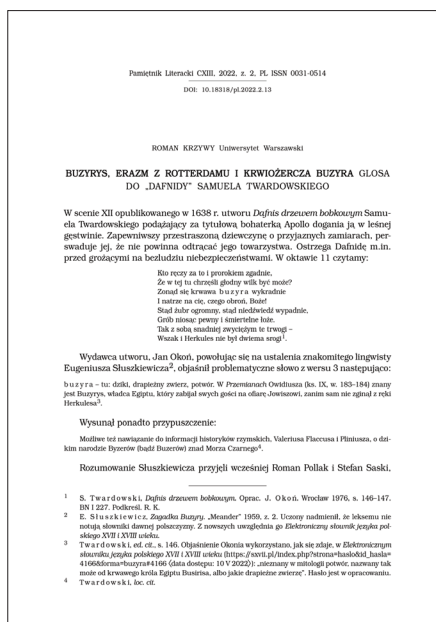 Pamiętnik Literacki CXIII, 2022, z. 2, PL ISSN 0031-0514
DOI: 10.18318/pl.2022.2.13
ROMAN KRZYWY Uniwersytet Warszawski
BUZYRYS, ERAZM Z ROTTERDAMU I KRWIOŻERCZA BUZYRA GLOSA
DO „DAFNIDY” SAMUELA TWARDOWSKIEGO
W scenie XII opublikowanego w 1638 r. utworu Dafnis drzewem bobkowym Samu-
ela Twardowskiego podążający za tytułową bohaterką Apollo dogania ją w leśnej
gęstwinie. Zapewniwszy przestraszoną dziewczynę o przyjaznych zamiarach, per-
swaduje jej, że nie powinna odtrącać jego towarzystwa. Ostrzega Dafnidę m.in.
przed grożącymi na bezludziu niebezpieczeństwami. W oktawie 11 czytamy:
Kto ręczy za to i prorokiem zgadnie,
Że w tej tu chrzęśli głodny wilk być może?
Zonąd się krwawa buzyra wykradnie
I natrze na cię, czego obroń, Boże!
Stąd żubr ogromny, stąd niedźwiedź wypadnie,
Grób niosąc pewny i śmiertelne łoże.
Tak z sobą snadniej zwyciężym te trwogi –
Wszak i Herkules nie był dwiema srogi1.
Wydawca utworu, Jan Okoń, powołując się na ustalenia znakomitego lingwisty
Eugeniusza Słuszkiewicza2, objaśnił problematyczne słowo z wersu 3 następująco:
buzyra – tu: dziki, drapieżny zwierz, potwór. W Przemianach Owidiusza (ks. IX, w. 183–184) znany
jest Buzyrys, władca Egiptu, który zabijał swych gości na ofiarę Jowiszowi, zanim sam nie zginął z ręki
Herkulesa3.
Wysunął ponadto przypuszczenie:
Możliwe też nawiązanie do informacji historyków rzymskich, Valeriusa Flaccusa i Pliniusza, o dzi-
kim narodzie Byzerów (bądź Buzerów) znad Morza Czarnego4.
Rozumowanie Słuszkiewicza przyjęli wcześniej Roman Pollak i Stefan Saski,
1 S. Twardowski, Dafnis drzewem bobkowym. Oprac. J. Okoń. Wrocław 1976, s. 146–147.
BN I 227. Podkreśl. R. K.
2 E. Słuszkiewicz, Zagadka Buzyry. „Meander” 1959, z. 2. Uczony nadmienił, że leksemu nie
notują słowniki dawnej polszczyzny. Z nowszych uwzględnia go Elektroniczny słownik języka pol-
skiego XVII i XVIII wieku.
3 Twardowski, ed. cit., s. 146. Objaśnienie Okonia wykorzystano, jak się zdaje, w Elektronicznym
słowniku języka polskiego XVII i XVIII wieku (https://sxvii.pl/index.php?strona=haslo&id_hasla=
4166&forma=buzyra#4166 〈data dostępu: 10 V 2022〉): „nieznany w mitologii potwór, nazwany tak
może od krwawego króla Egiptu Busirisa, albo jakie drapieżne zwierzę”. Hasło jest w opracowaniu.
4 Twardowski, loc. cit.